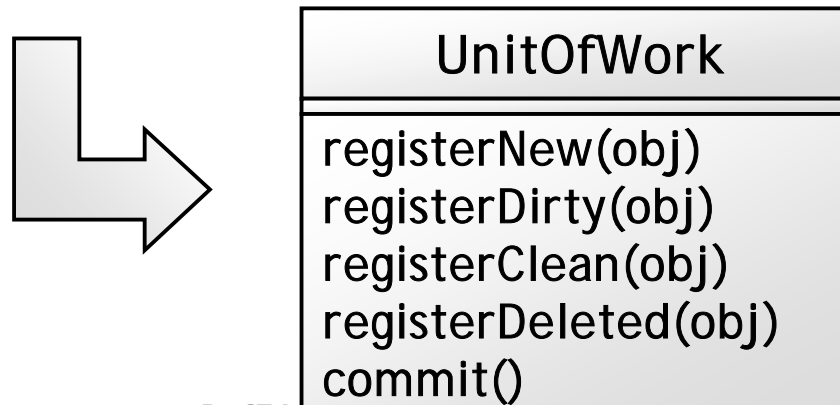 UnitOfWork
registerNew(obj)
registerDirty(obj)
registerClean(obj)
registerDeleted(obj)
commit()